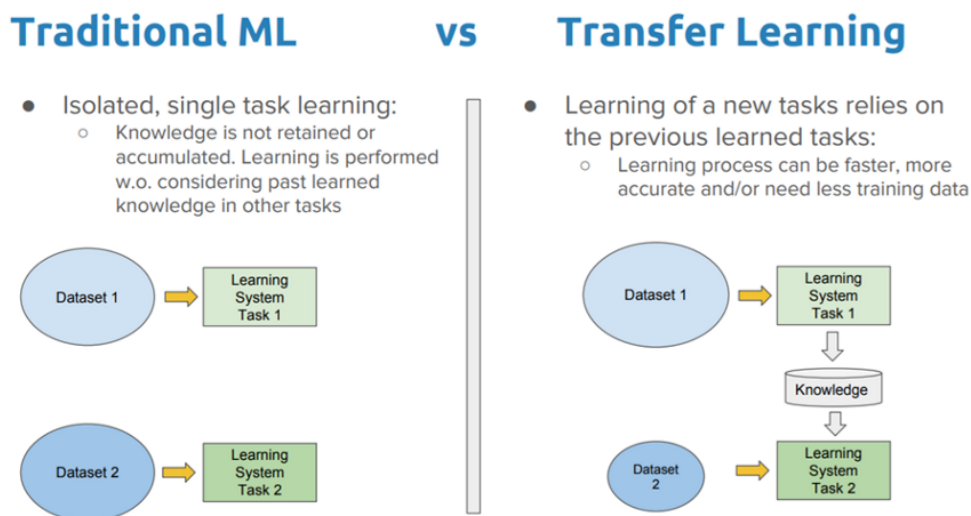 Traditional ML vs Transfer Learning
● Isolated, single task learning:
○ Knowledge is not retained or
accumulated. Learning is performed
w.o. considering past learned
knowledge in other tasks
Dataset 1
Learning
System
Task 1
Dataset 2
Learning
System
Task 2
● Learning of a new tasks relies on
the previous learned tasks:
○ Learning process can be faster, more
accurate and/or need less training data
Dataset 1
Learning
System
Task 1
Knowledge
Dataset
2
Learning
System
Task 2